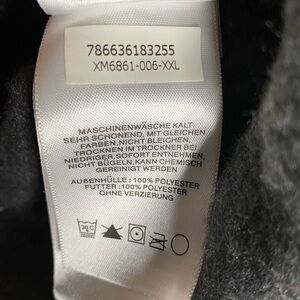 786636183255
XM6861-006-XXL
MASCHINENWÄSCHE KALT
SEHR SCHONEND, MIT GLEICHEN
FARBEN, NICHT BLEICHEN,
TROCKNEN IM TROCKNER BEI
NIEDRIGER, SOFORT ENTNEHMEN,
NICHT BÜGELN, KANN CHEMISCH
GEREINIGT WERDEN
AUßENHÜLLE : 100% POLYESTER
FUTTER : 100% POLYESTER
OHNE VERZIERUNG